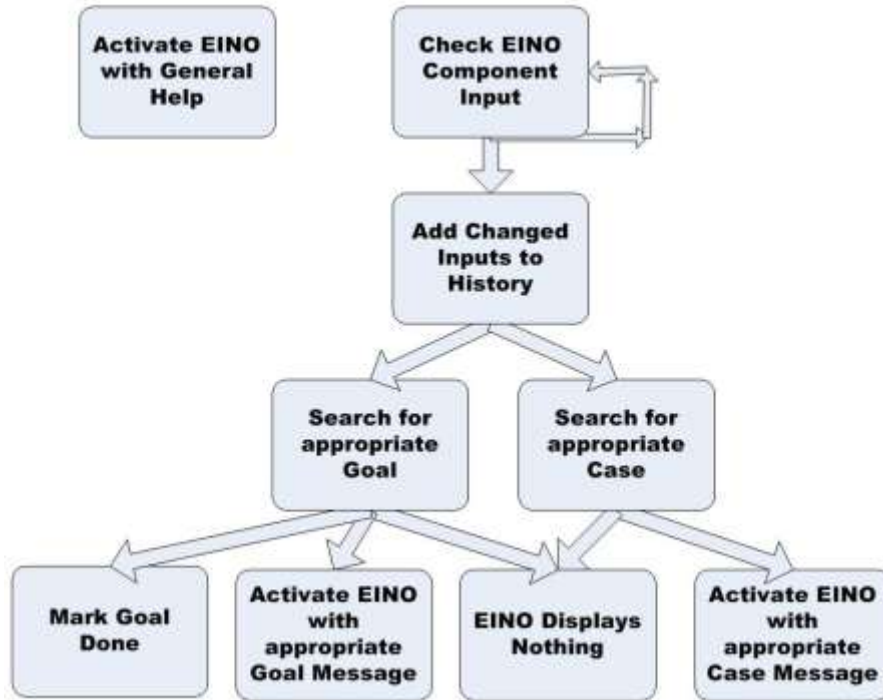 Activate EINO
with General
Help
Check EINO
Component
Input
Add Changed
Inputs to
History
Search for
appropriate
Goal
Search for
appropriate
Case
Mark Goal
Done
Activate EINO
with
appropriate
Goal Message
EINO Displays
Nothing
Activate EINO
with
appropriate
Case Message